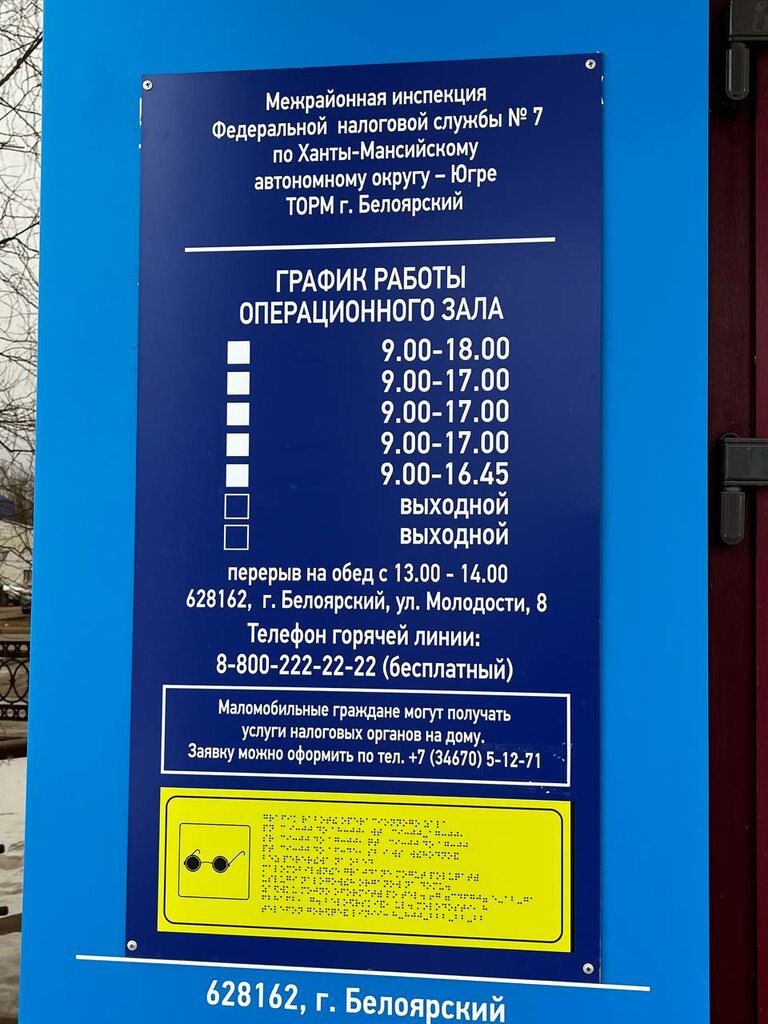 Межрайонная инспекция
Федеральной налоговой службы № 7
по Ханты-Мансийскому
автономному округу – Югре
ТОРМ г. Белоярский
ГРАФИК РАБОТЫ
ОПЕРАЦИОННОГО ЗАЛА
9.00-18.00
9.00-17.00
9.00-17.00
9.00-17.00
9.00-16.45
выходной
выходной
перерыв на обед с 13.00 - 14.00
628162, г. Белоярский, ул. Молодости, 8
Телефон горячей линии:
8-800-222-22-22 (бесплатный)
Маломобильные граждане могут получать
услуги налоговых органов на дому.
Заявку можно оформить по тел. +7 (34670) 5-12-71
628162, г. Белоярский